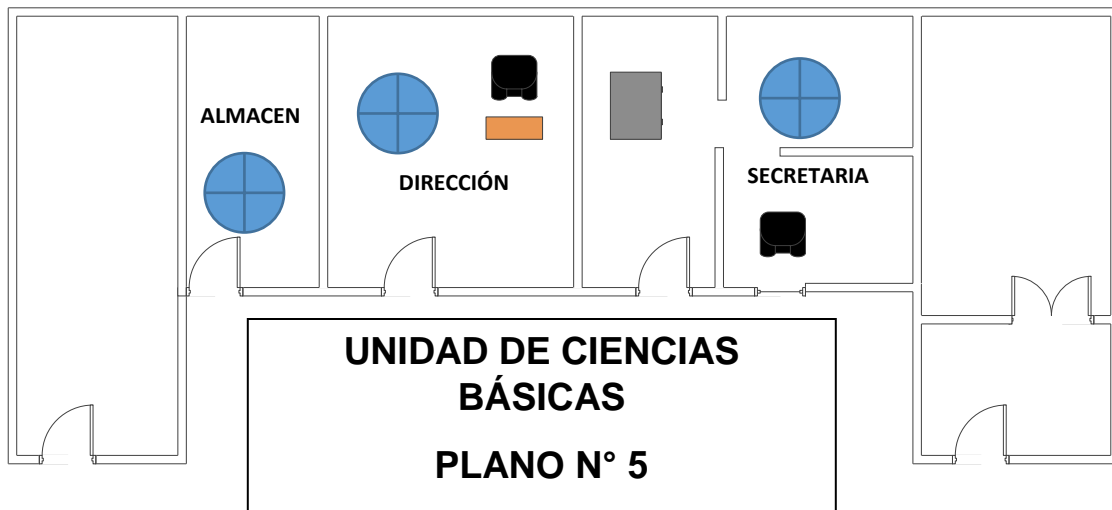 ALMACEN
DIRECCIÓN
SECRETARIA
UNIDAD DE CIENCIAS
BÁSICAS
PLANO N° 5